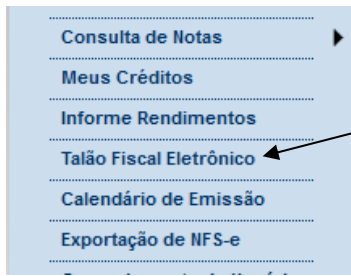 Consulta de Notas
Meus Créditos
Informe Rendimentos
Talão Fiscal Eletrônico
Calendário de Emissão
Exportação de NFS-e